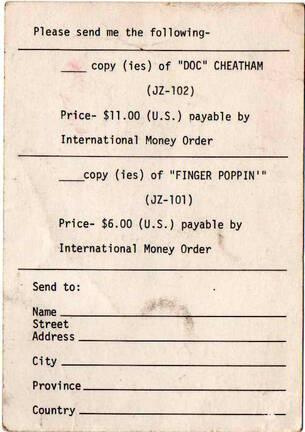 Please send me the following-
____ copy (ies) of "DOC" CHEATHAM
(JZ-102)
Price- $11.00 (U.S.) payable by
International Money Order
____copy (ies) of "FINGER POPPIN'"
(JZ-101)
Price- $6.00 (U.S.) payable by
International Money Order
Send to:
Name
Street
Address
City
Province
Country